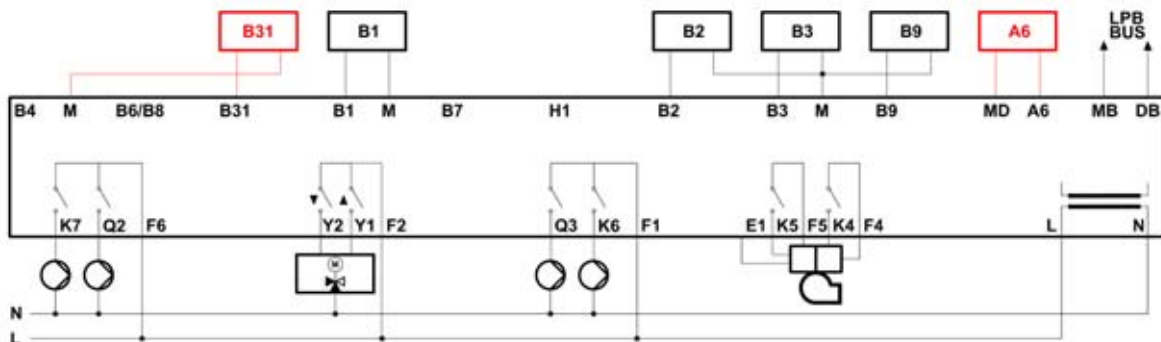 LPB
BUS
B31 B1 B2 B3 B9 A6
B4 M B6/B8 B31 B1 M B7 H1 B2 B3 M B9 MD A6 MB DB
K7 Q2 F6 Y2 Y1 F2 Q3 K6 F1 E1 K5 F5 K4 F4 L N
M
N
L